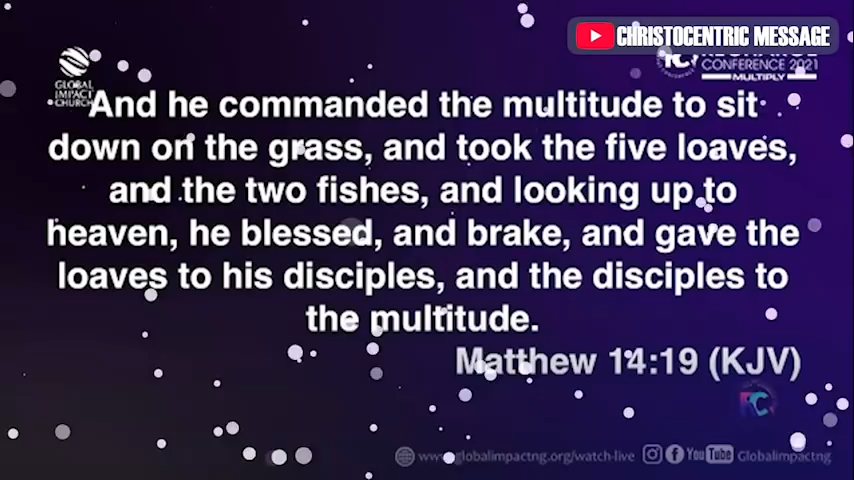 CHRISTOCENTRIC MESSAGE
GLOBAL
IMPACT
CHURCH
CONFERENCE 2021
MULTIPLY
And he commanded the multitude to sit
down on the grass, and took the five loaves,
and the two fishes, and looking up to
heaven, he blessed, and brake, and gave the
loaves to his disciples, and the disciples to
the multitude.
Matthew 14:19 (KJV)
RC
www.globalimpactng.org/watch-live
YouTube
Globalimpactng